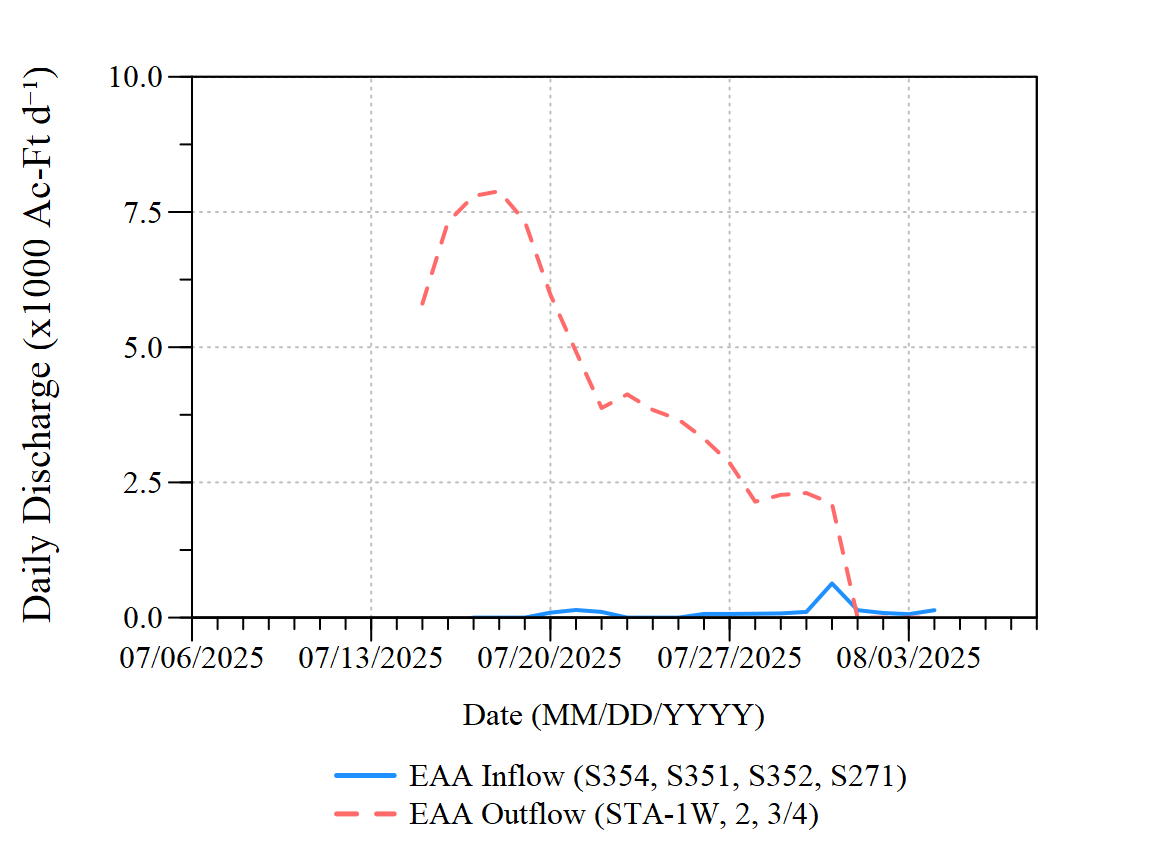 Daily Discharge (x1000 Ac-Ft d⁻¹)
10.0
7.5
5.0
2.5
0.0
07/06/2025 07/13/2025 07/20/2025 07/27/2025 08/03/2025
Date (MM/DD/YYYY)
EAA Inflow (S354, S351, S352, S271)
EAA Outflow (STA-1W, 2, 3/4)